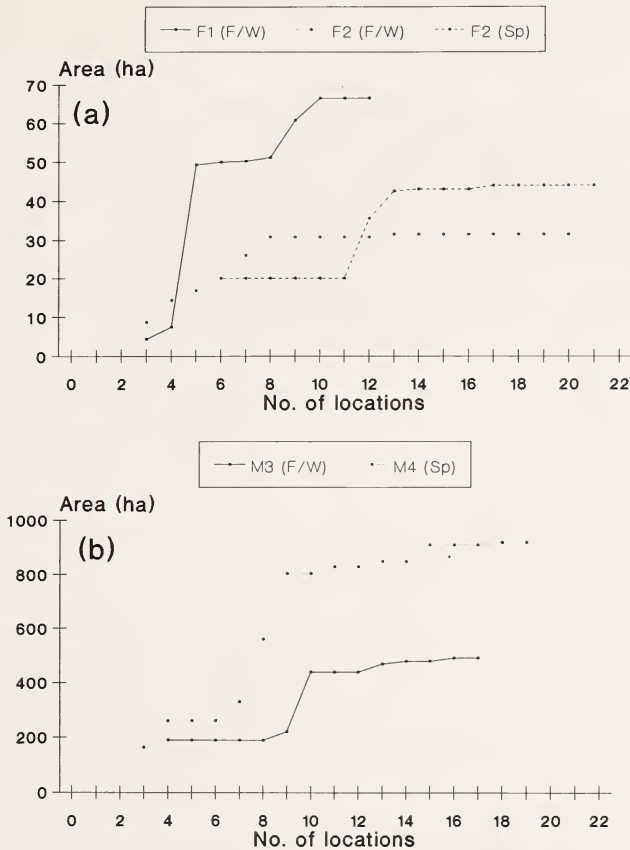 F1 (F/W) F2 (F/W) F2 (Sp)
Area (ha)
(a)
70
60
50
40
30
20
10
0
0 2 4 6 8 10 12 14 16 18 20
No. of locations
M3 (F/W) M4 (Sp)
Area (ha)
(b)
1000
800
600
400
200
0
0 2 4 6 8 10 12 14 16 18 20 22
No. of locations